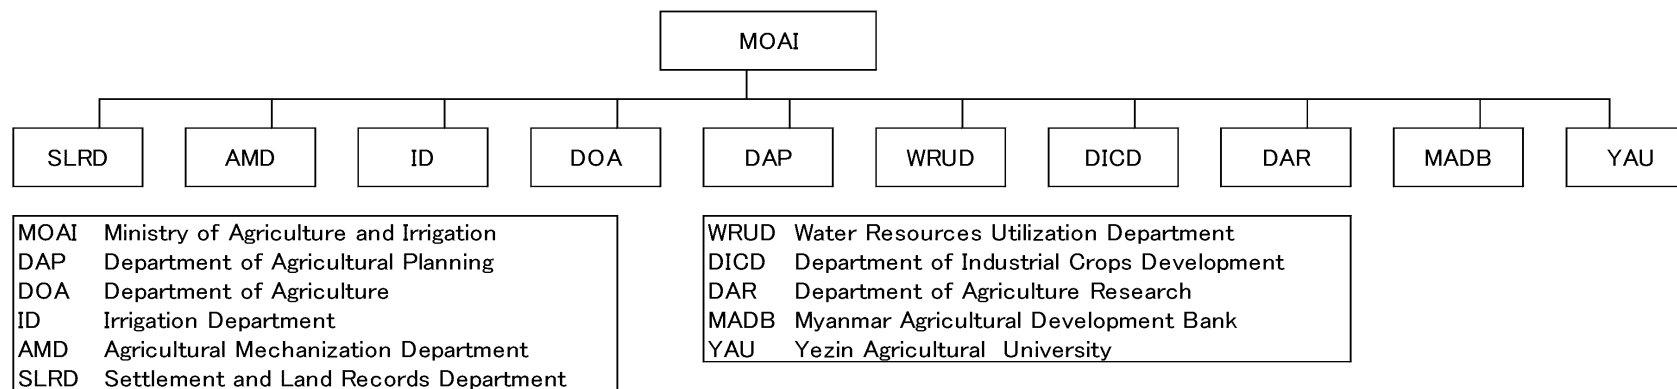 MOAI
SLRD AMD ID DOA DAP WRUD DICD DAR MADB YAU
MOAI Ministry of Agriculture and Irrigation
DAP Department of Agricultural Planning
DOA Department of Agriculture
ID Irrigation Department
AMD Agricultural Mechanization Department
SLRD Settlement and Land Records Department
WRUD Water Resources Utilization Department
DICD Department of Industrial Crops Development
DAR Department of Agriculture Research
MADB Myanmar Agricultural Development Bank
YAU Yezin Agricultural University